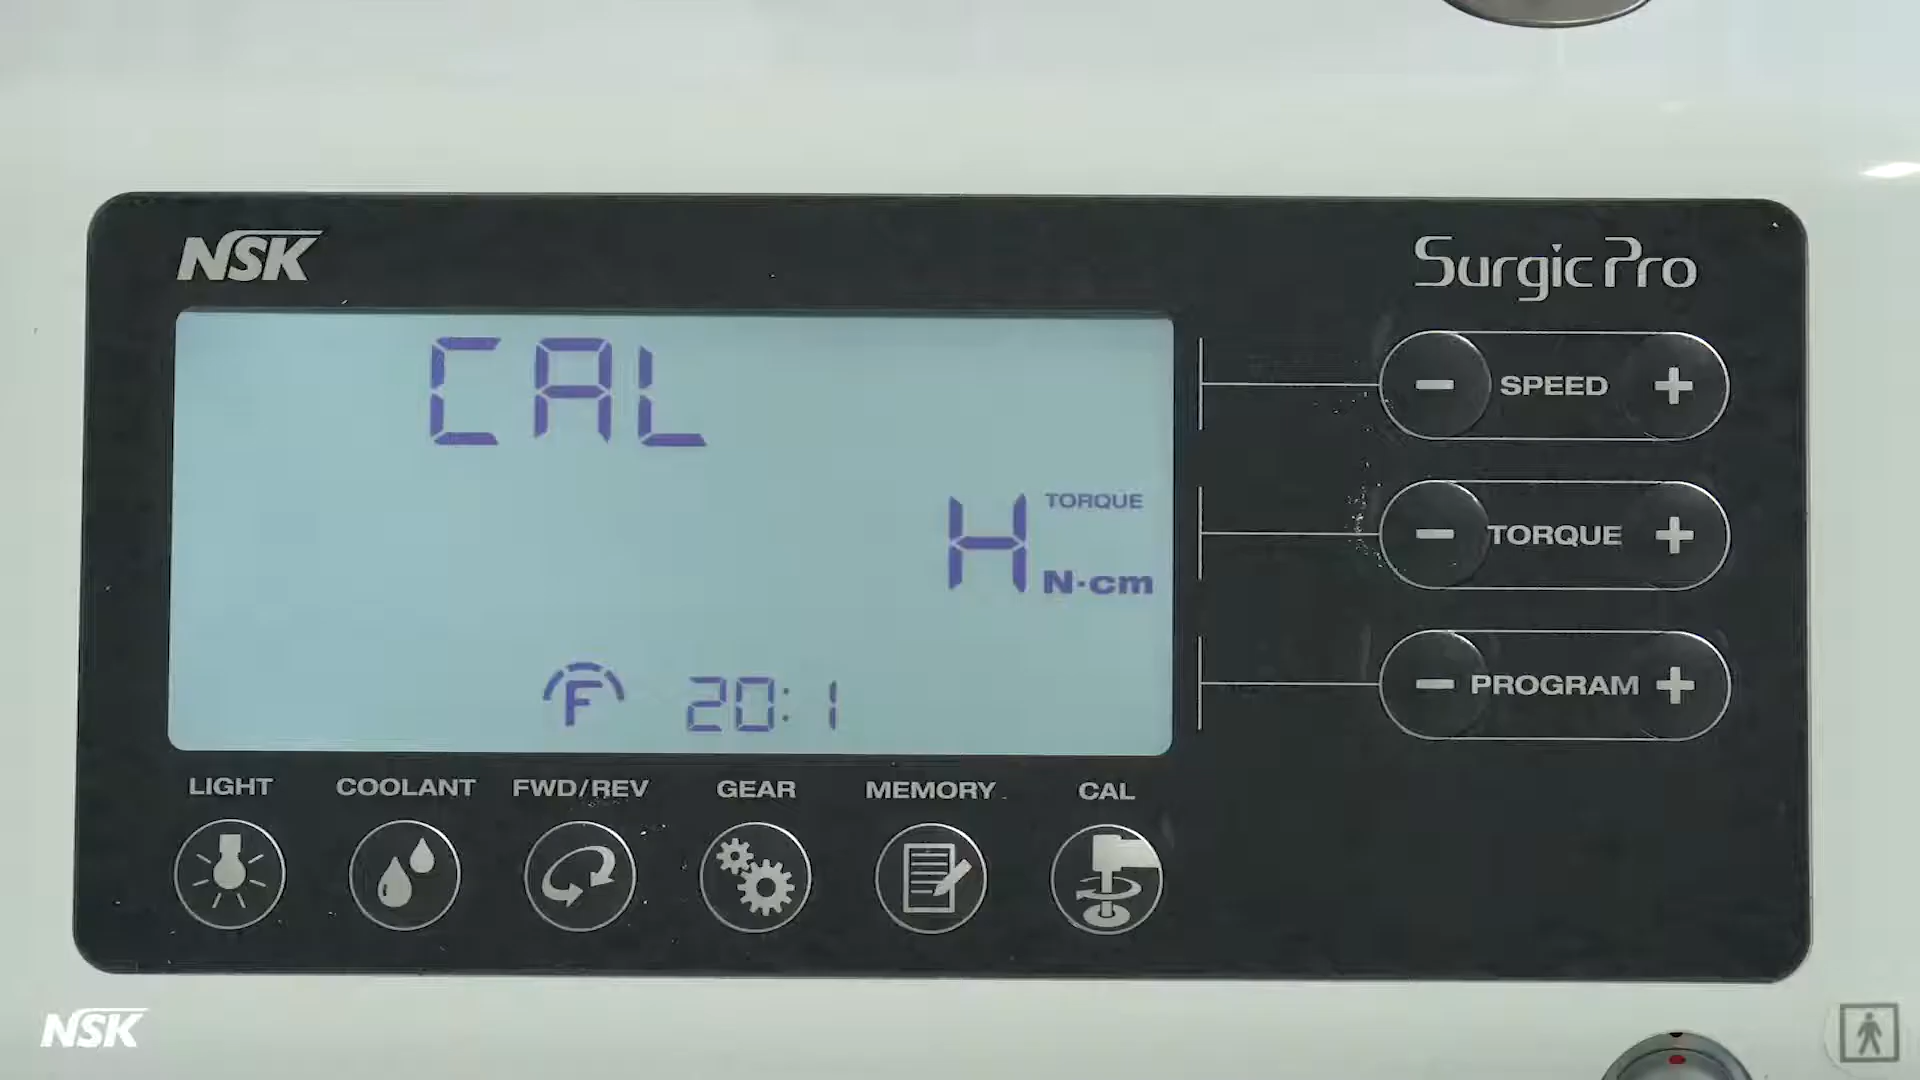 NSK
Surgic Pro
CAL
− SPEED +
H TORQUE N·cm
− TORQUE +
F 20:1
− PROGRAM +
LIGHT COOLANT FWD/REV GEAR MEMORY CAL
NSK